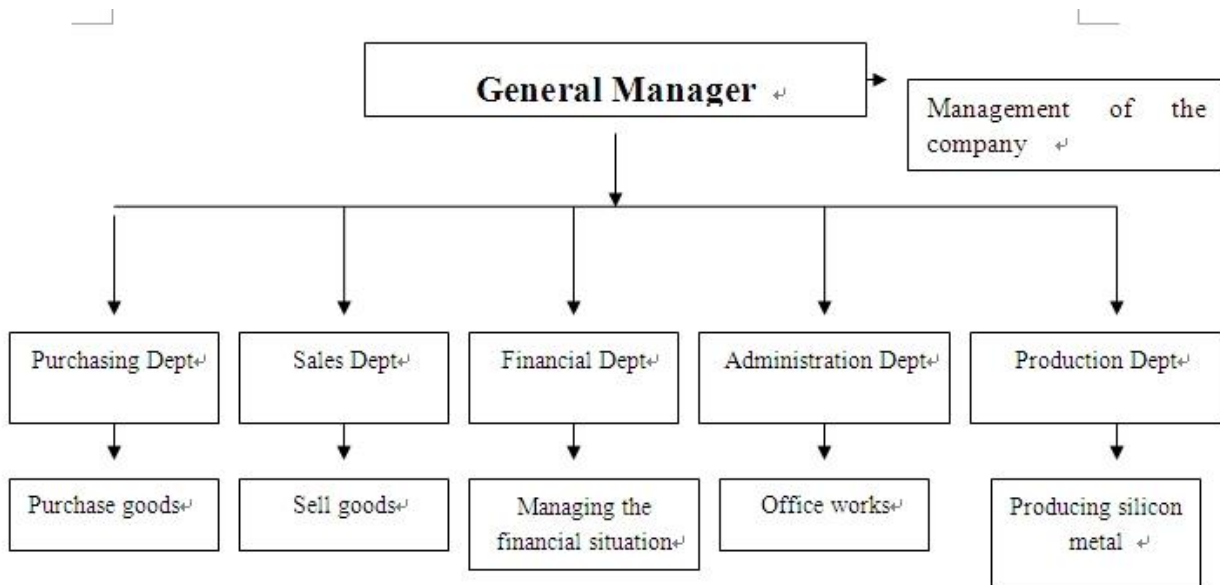 General Manager ↵
Management of the
company ↵
Purchasing Dept↵
Sales Dept↵
Financial Dept↵
Administration Dept↵
Production Dept↵
Purchase goods↵
Sell goods↵
Managing the
financial situation↵
Office works↵
Producing silicon
metal ↵